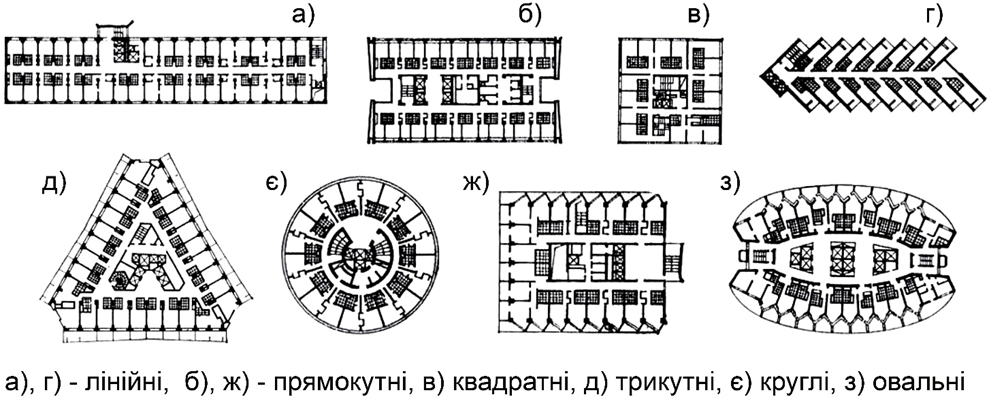 а) б) в) г)
д) є) ж) з)
а), г) - лінійні, б), ж) - прямокутні, в) квадратні, д) трикутні, є) круглі, з) овальні